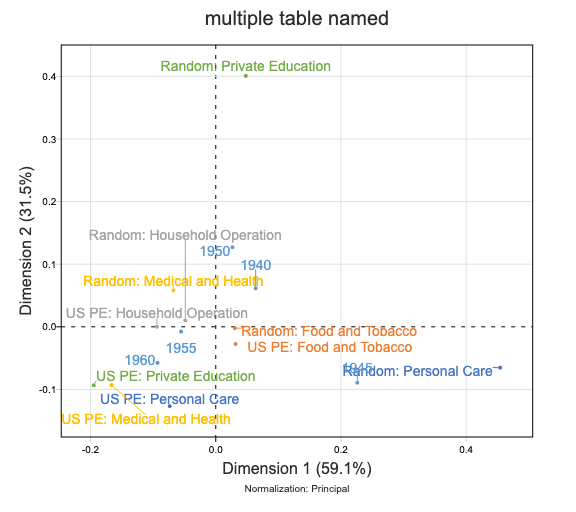 multiple table named
Random: Private Education
0.4
0.3
0.2
Random: Household Operation
1950
0.1
1940
Random: Medical and Health
US PE: Household Operation
0.0
Random: Food and Tobacco
1955
US PE: Food and Tobacco
1960
1945
Random: Personal Care
US PE: Private Education
-0.1
US PE: Personal Care
US PE: Medical and Health
Dimension 2 (31.5%)
-0.2 0.0 0.2 0.4
Dimension 1 (59.1%)
Normalization: Principal